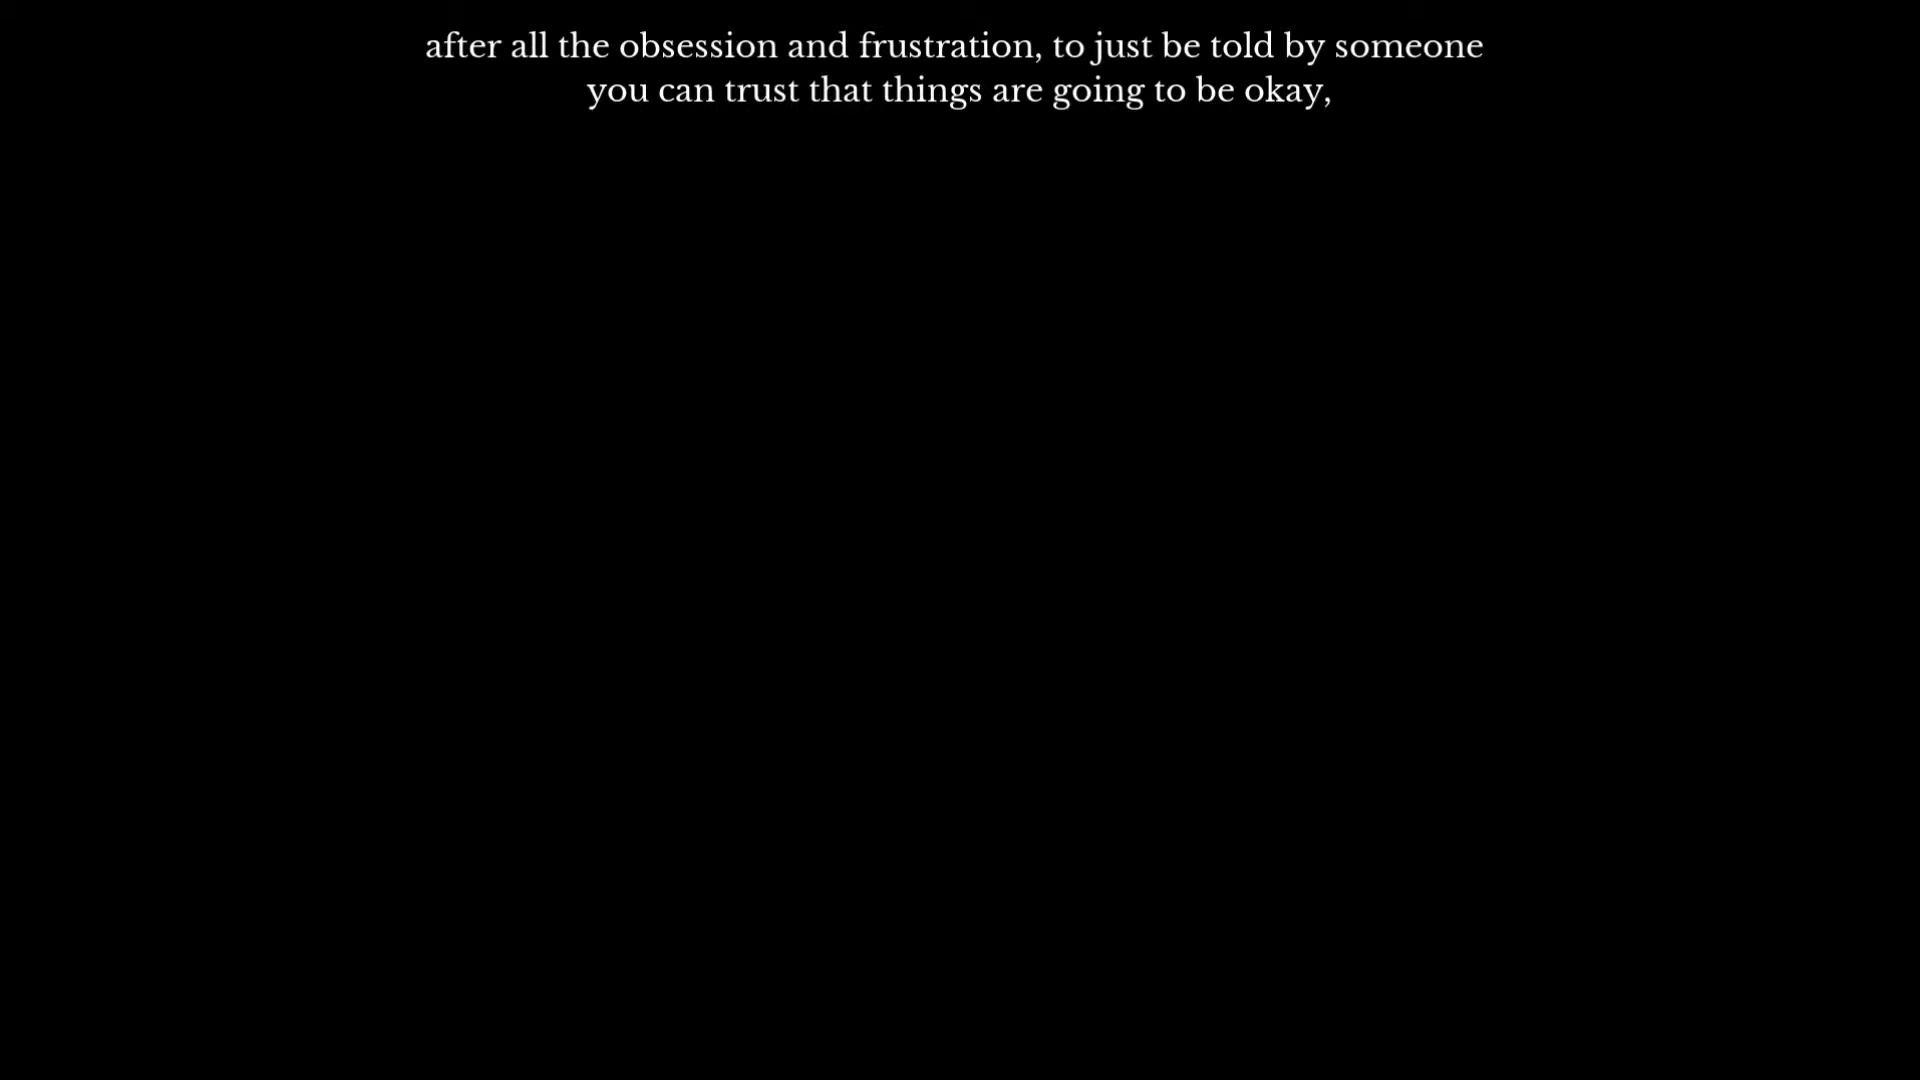 after all the obsession and frustration, to just be told by someone
you can trust that things are going to be okay,